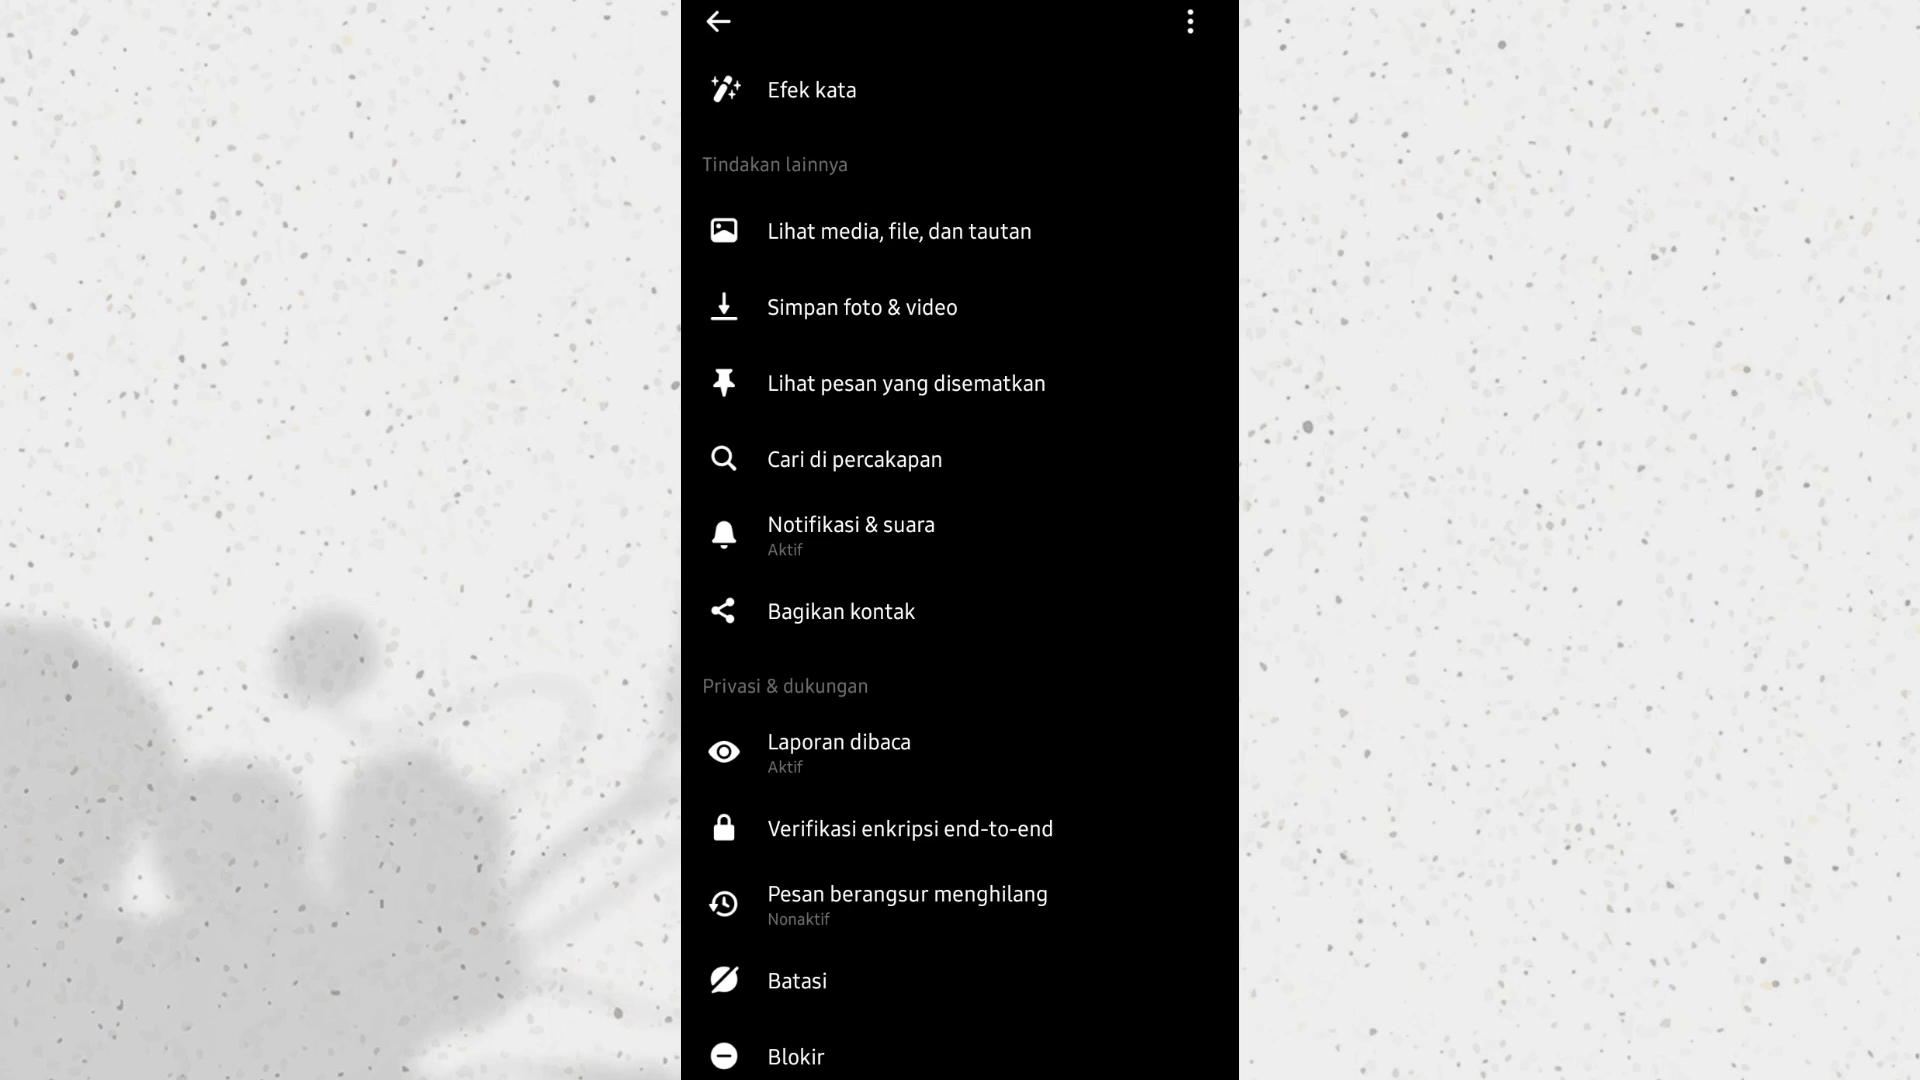 Efek kata
Tindakan lainnya
Lihat media, file, dan tautan
Simpan foto & video
Lihat pesan yang disematkan
Cari di percakapan
Notifikasi & suara
Aktif
Bagikan kontak
Privasi & dukungan
Laporan dibaca
Aktif
Verifikasi enkripsi end-to-end
Pesan berangsur menghilang
Nonaktif
Batasi
Blokir